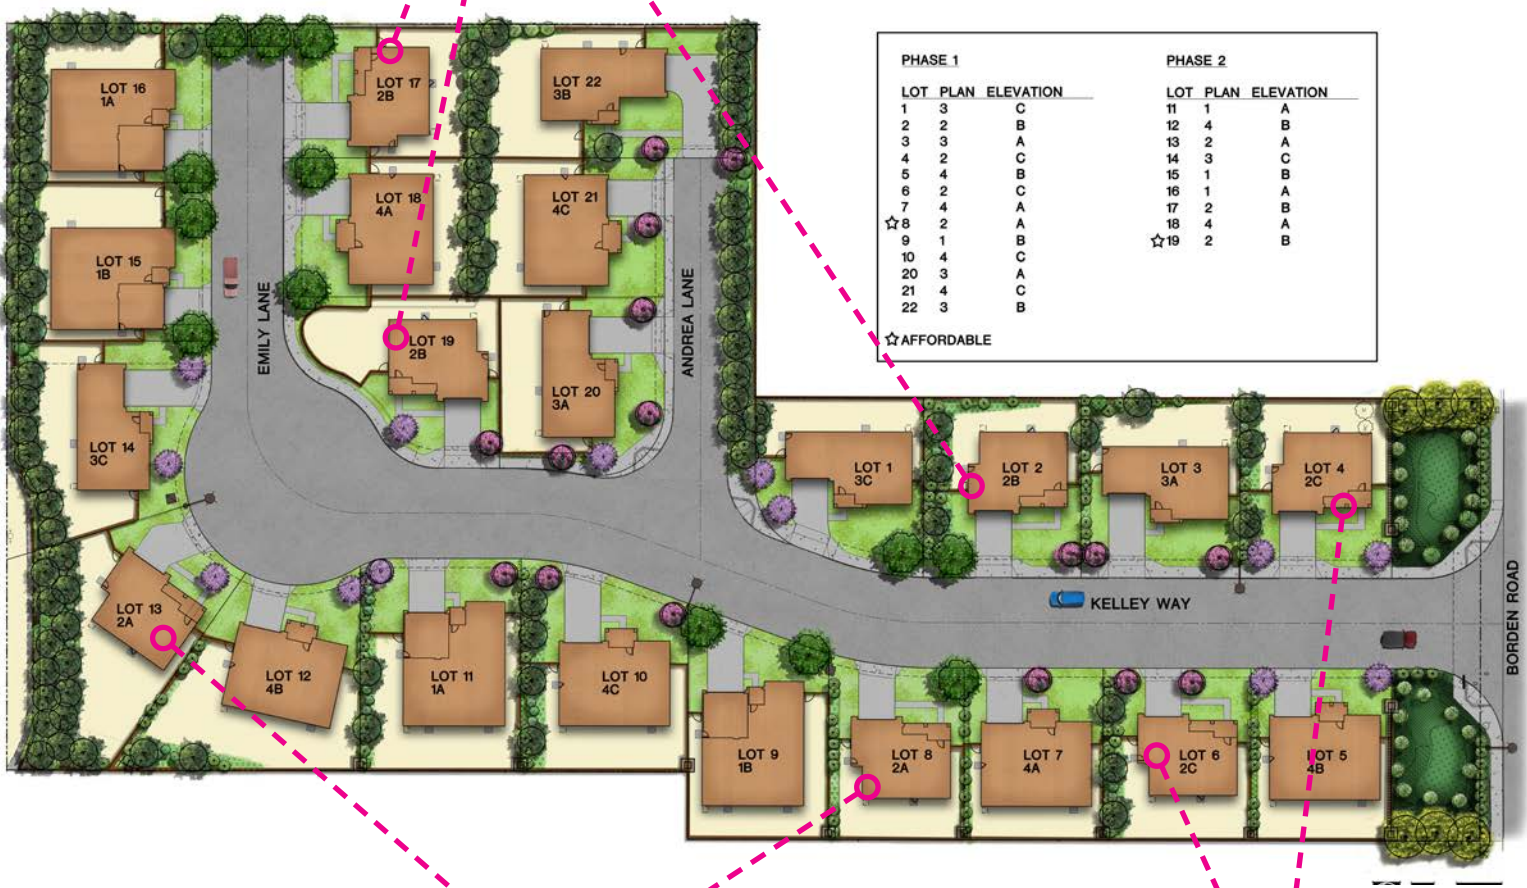 PHASE 1
LOT PLAN ELEVATION
1 3 C
2 2 B
3 3 A
4 2 C
5 4 B
6 2 C
7 4 A
☆8 2 A
9 1 B
10 4 C
20 3 A
21 4 C
22 3 B
☆AFFORDABLE
PHASE 2
LOT PLAN ELEVATION
11 1 A
12 4 B
13 2 A
14 3 C
15 1 B
16 1 A
17 2 B
18 4 A
☆19 2 B
LOT 16
1A
LOT 17
2B
LOT 22
3B
LOT 18
4A
LOT 21
4C
LOT 15
1B
EMILY LANE
ANDREA LANE
LOT 19
2B
LOT 20
3A
LOT 14
3C
LOT 1
3C
LOT 2
2B
LOT 3
3A
LOT 4
2C
LOT 13
2A
LOT 12
4B
LOT 11
1A
LOT 10
4C
KELLEY WAY
BORDEN ROAD
LOT 9
1B
LOT 8
2A
LOT 7
4A
LOT 6
2C
LOT 5
4B